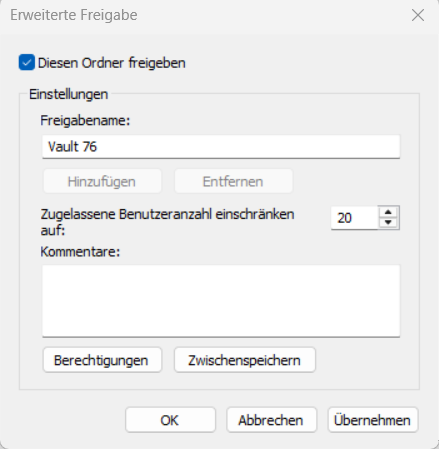 Erweiterte Freigabe
Diesen Ordner freigeben
Einstellungen
Freigabename:
Vault 76
Hinzufügen Entfernen
Zugelassene Benutzeranzahl einschränken 20
auf:
Kommentare:
Berechtigungen Zwischenspeichern
OK Abbrechen Übernehmen